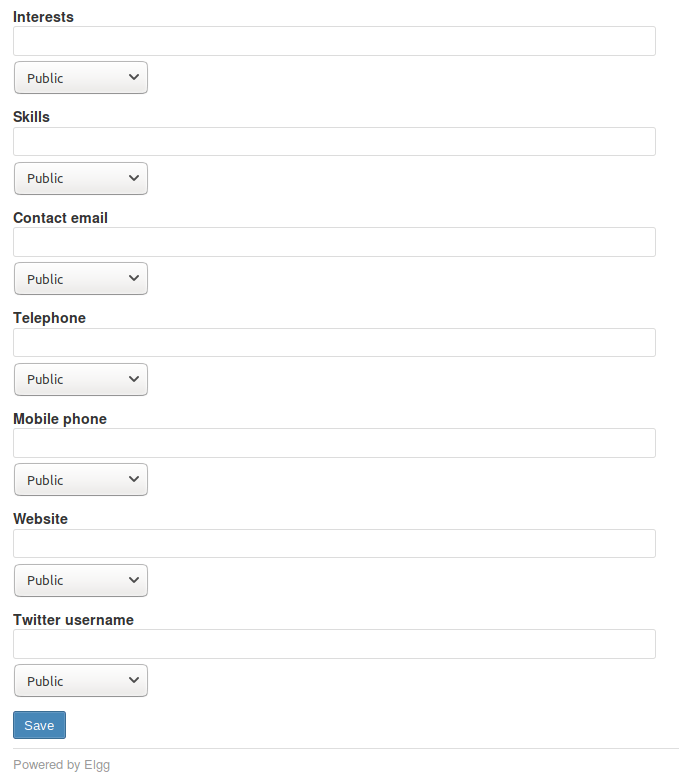 Interests
Public
Skills
Public
Contact email
Public
Telephone
Public
Mobile phone
Public
Website
Public
Twitter username
Public
Save
Powered by Elgg